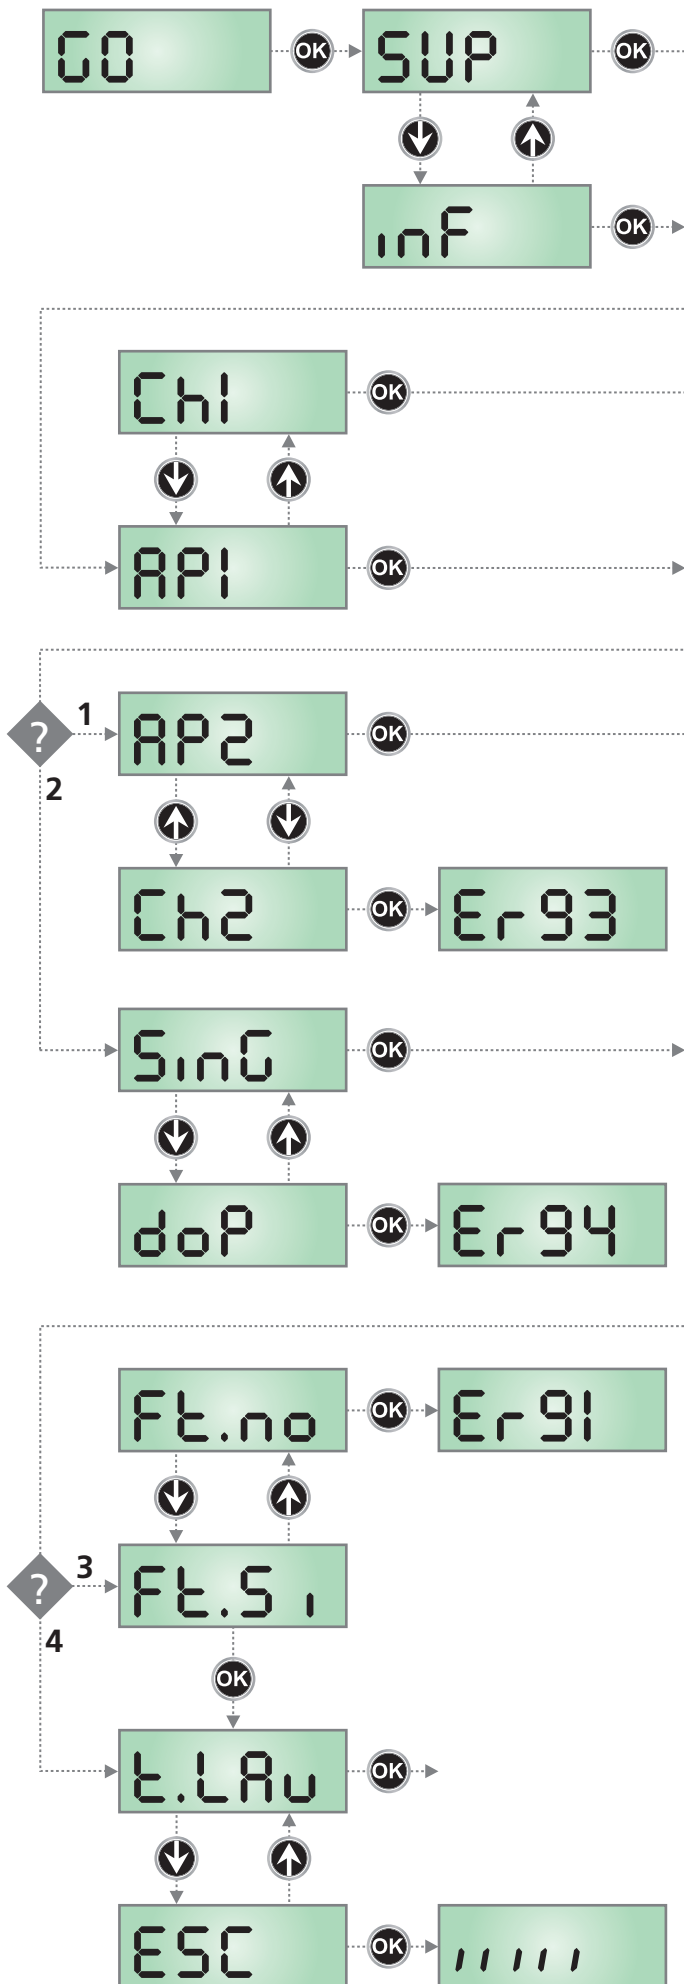 GO OK SUP OK
inF OK
Ch1 OK
AP1 OK
? 1 AP2 OK
2
Ch2 OK Er93
SinG OK
doP OK Er94
Ft.no OK Er91
? 3 Ft.Si
4
OK
t.LAv OK
ESC OK ı ı ı ı ı